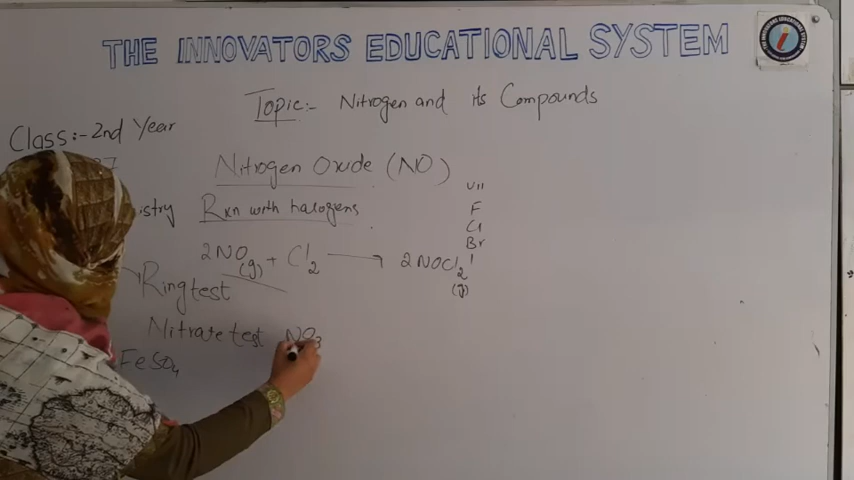 THE INNOVATORS EDUCATIONAL SYSTEM
Topic:- Nitrogen and its Compounds
Class:- 2nd Year
Nitrogen Oxide (NO)
VII
istry Rxn with halogens F
Cl
Br
I
2NO(g) + Cl2 → 2NOCl2
(g)
Ring test
Nitrate test NO3
FeSO4